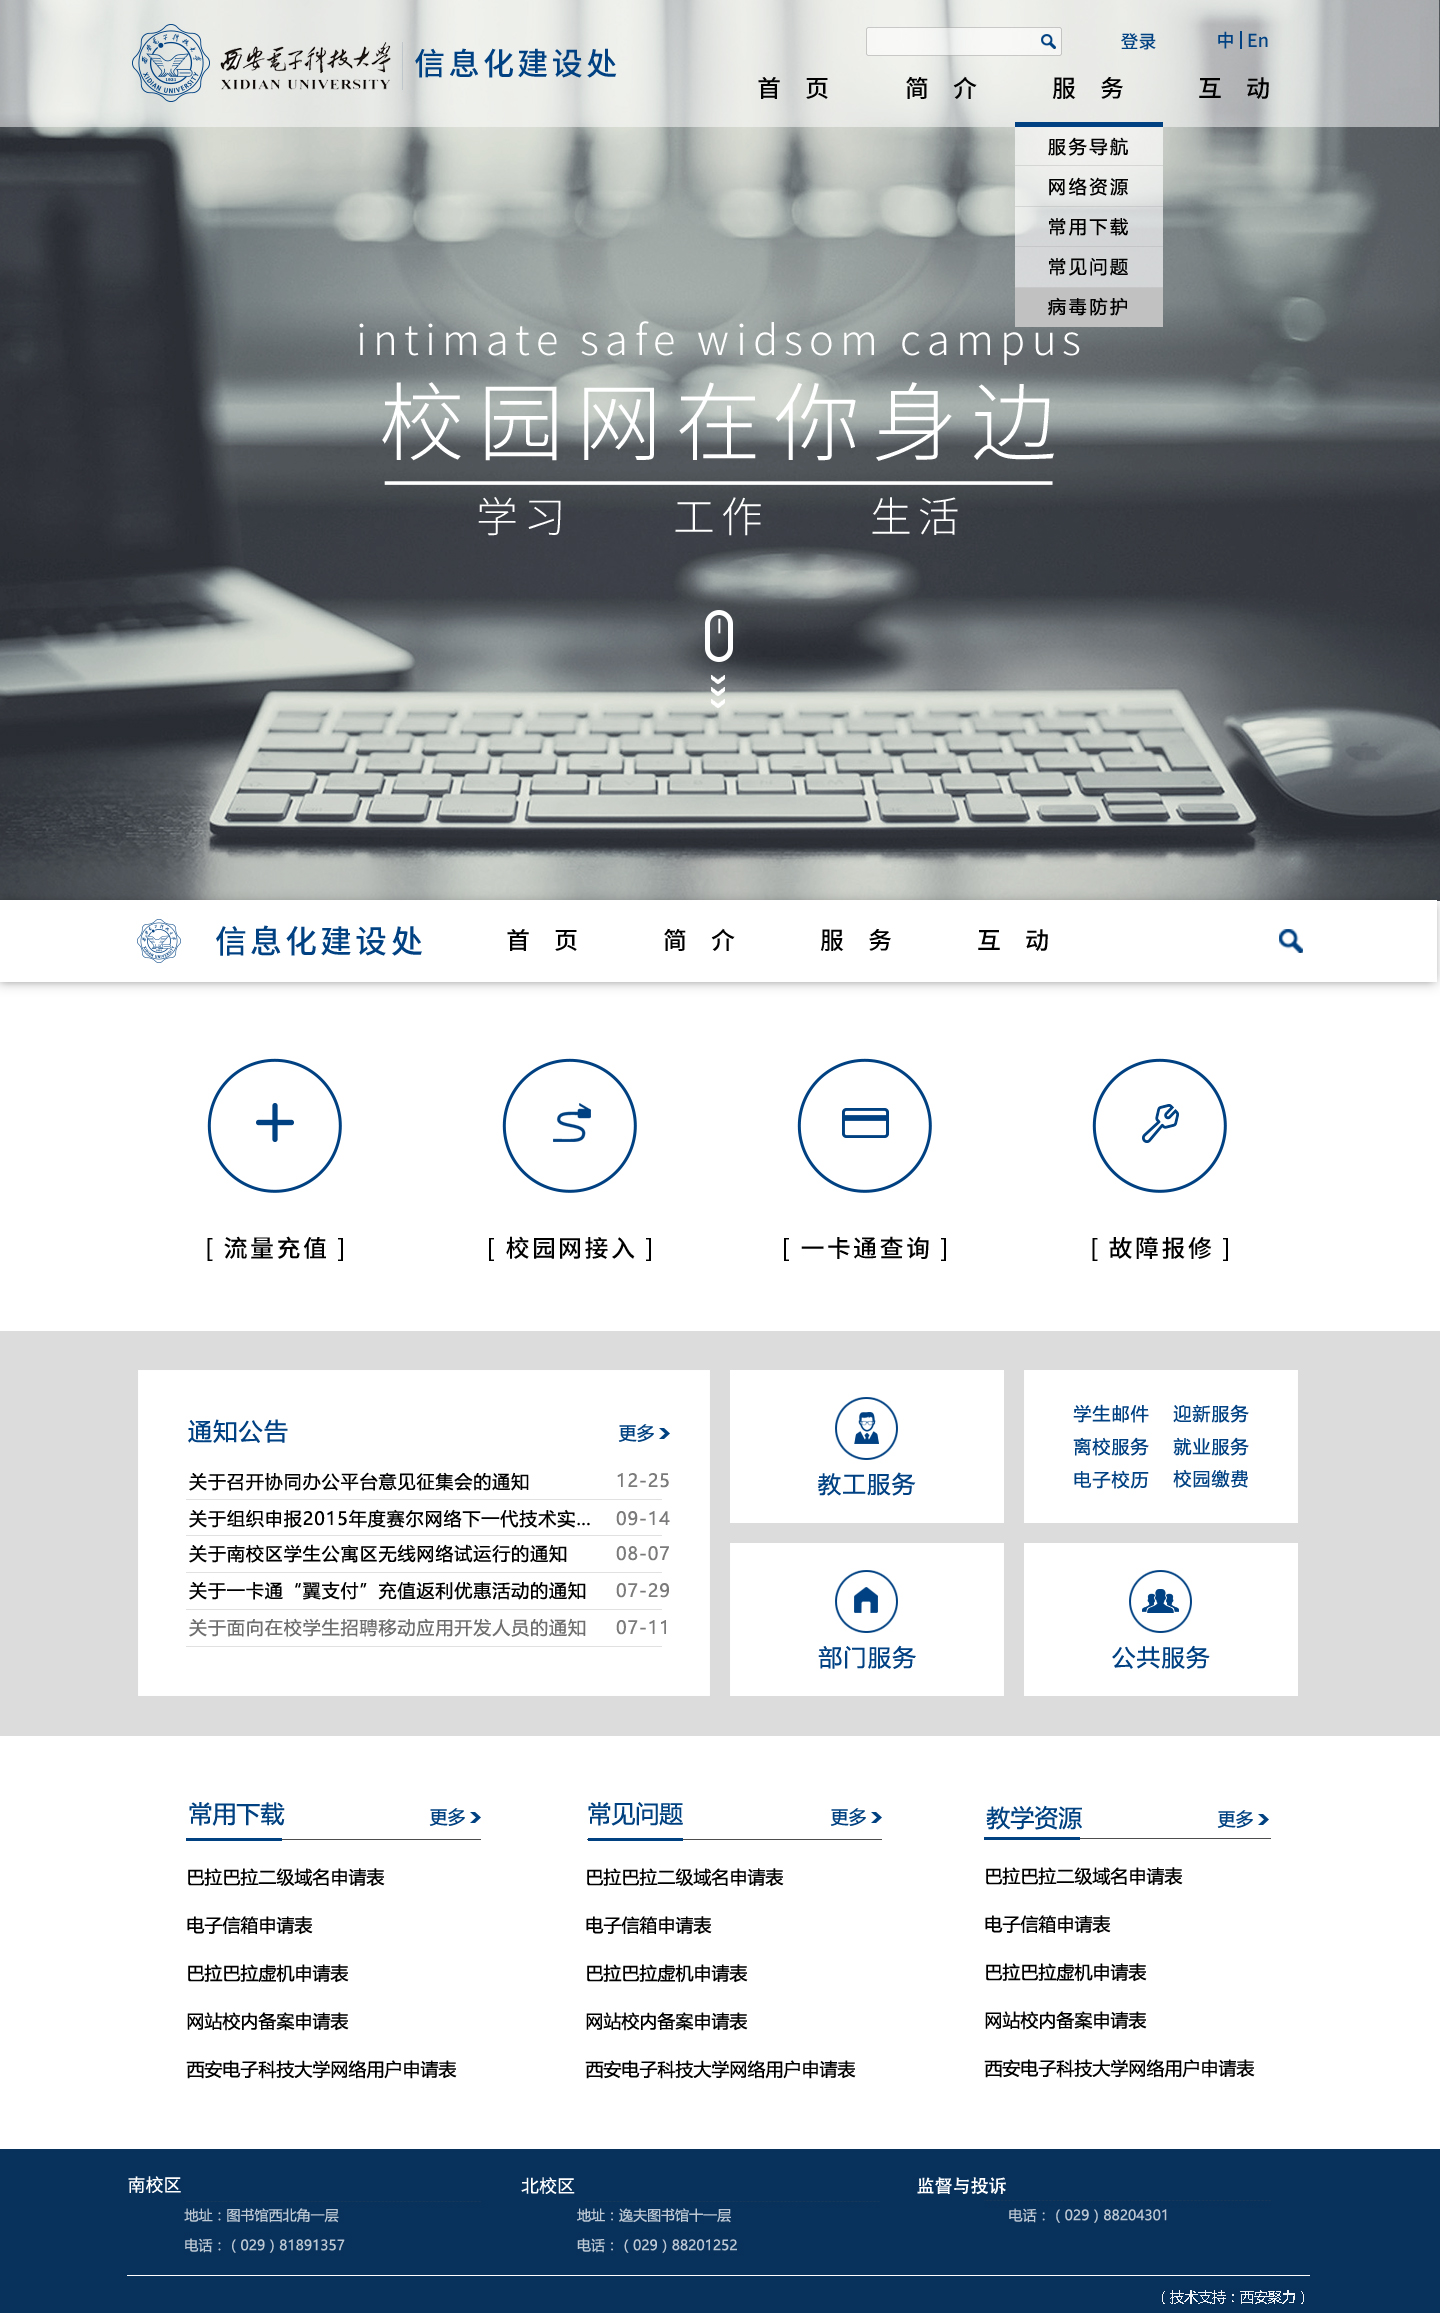 西安电子科技大学
XIDIAN UNIVERSITY
信息化建设处
登录
中 | En
首 页 简 介 服 务 互 动
服务导航
网络资源
常用下载
常见问题
病毒防护
intimate safe widsom campus
校园网在你身边
学习 工作 生活
信息化建设处 首 页 简 介 服 务 互 动
[ 流量充值 ] [ 校园网接入 ] [ 一卡通查询 ] [ 故障报修 ]
通知公告 更多
关于召开协同办公平台意见征集会的通知 12-25
关于组织申报2015年度赛尔网络下一代技术实... 09-14
关于南校区学生公寓区无线网络试运行的通知 08-07
关于一卡通“翼支付”充值返利优惠活动的通知 07-29
关于面向在校学生招聘移动应用开发人员的通知 07-11
教工服务
学生邮件 迎新服务
离校服务 就业服务
电子校历 校园缴费
部门服务
公共服务
常用下载 更多
巴拉巴拉二级域名申请表
电子信箱申请表
巴拉巴拉虚机申请表
网站校内备案申请表
西安电子科技大学网络用户申请表
常见问题 更多
巴拉巴拉二级域名申请表
电子信箱申请表
巴拉巴拉虚机申请表
网站校内备案申请表
西安电子科技大学网络用户申请表
教学资源 更多
巴拉巴拉二级域名申请表
电子信箱申请表
巴拉巴拉虚机申请表
网站校内备案申请表
西安电子科技大学网络用户申请表
南校区
地址：图书馆西北角一层
电话：（029）81891357
北校区
地址：逸夫图书馆十一层
电话：（029）88201252
监督与投诉
电话：（029）88204301
（技术支持：西安聚力）